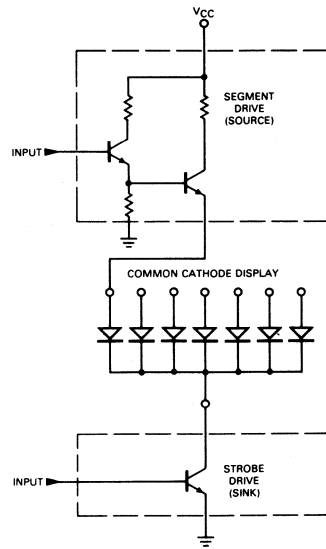 VCC
SEGMENT
DRIVE
(SOURCE)
INPUT
COMMON CATHODE DISPLAY
STROBE
DRIVE
(SINK)
INPUT